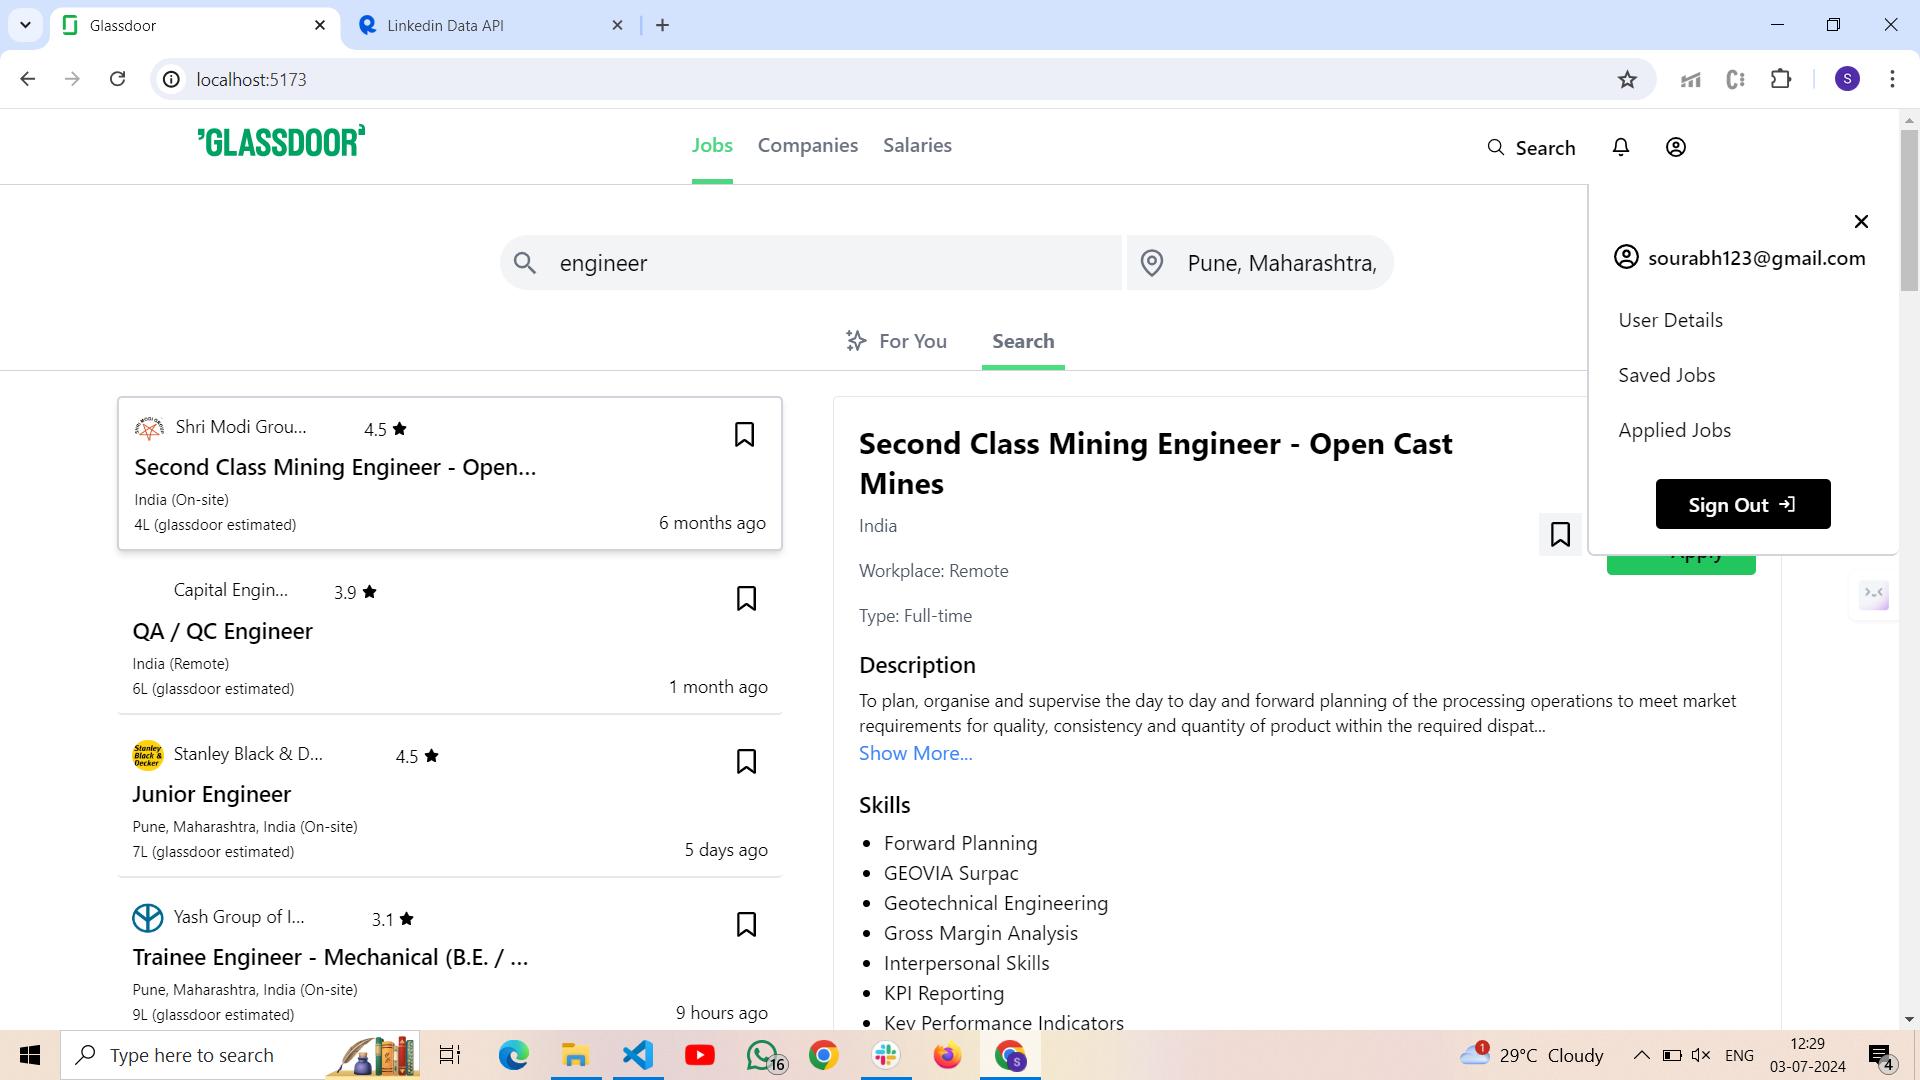 Glassdoor
Linkedin Data API
localhost:5173
S
GLASSDOOR
Jobs
Companies
Salaries
Search
engineer
Pune, Maharashtra,
For You
Search
sourabh123@gmail.com
User Details
Saved Jobs
Applied Jobs
Sign Out
Shri Modi Grou...
4.5
Second Class Mining Engineer - Open...
India (On-site)
4L (glassdoor estimated)
6 months ago
Capital Engin...
3.9
QA / QC Engineer
India (Remote)
6L (glassdoor estimated)
1 month ago
Stanley Black & Decker
Stanley Black & D...
4.5
Junior Engineer
Pune, Maharashtra, India (On-site)
7L (glassdoor estimated)
5 days ago
Yash Group of I...
3.1
Trainee Engineer - Mechanical (B.E. / ...
Pune, Maharashtra, India (On-site)
9L (glassdoor estimated)
9 hours ago
Second Class Mining Engineer - Open Cast
Mines
India
Apply
Workplace: Remote
Type: Full-time
Description
To plan, organise and supervise the day to day and forward planning of the processing operations to meet market
requirements for quality, consistency and quantity of product within the required dispat...
Show More...
Skills
Forward Planning
GEOVIA Surpac
Geotechnical Engineering
Gross Margin Analysis
Interpersonal Skills
KPI Reporting
Key Performance Indicators
Type here to search
16
S
1
29°C Cloudy
ENG
12:29
03-07-2024
4